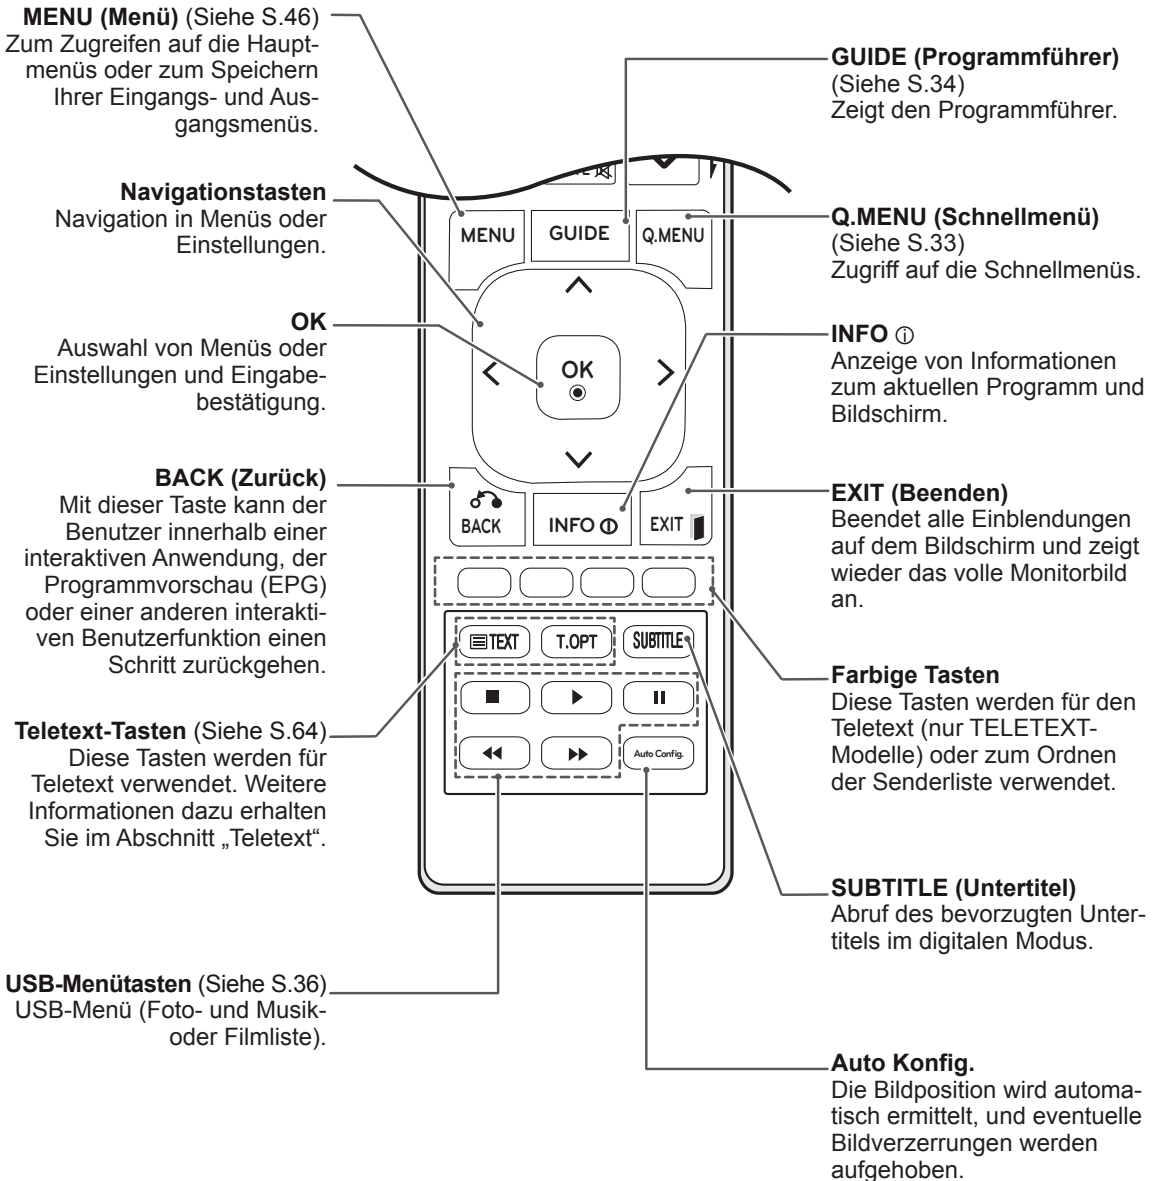 MENU (Menü) (Siehe S.46)
Zum Zugreifen auf die Haupt-
menüs oder zum Speichern
Ihrer Eingangs- und Aus-
gangsmenüs.
Navigationstasten
Navigation in Menüs oder
Einstellungen.
OK
Auswahl von Menüs oder
Einstellungen und Eingabe-
bestätigung.
BACK (Zurück)
Mit dieser Taste kann der
Benutzer innerhalb einer
interaktiven Anwendung, der
Programmvorschau (EPG)
oder einer anderen interakti-
ven Benutzerfunktion einen
Schritt zurückgehen.
Teletext-Tasten (Siehe S.64)
Diese Tasten werden für
Teletext verwendet. Weitere
Informationen dazu erhalten
Sie im Abschnitt „Teletext“.
USB-Menütasten (Siehe S.36)
USB-Menü (Foto- und Musik-
oder Filmliste).
MENU
GUIDE
Q.MENU
OK
BACK
INFO ⓘ
EXIT
TEXT
T.OPT
SUBTITLE
Auto Config.
GUIDE (Programmführer)
(Siehe S.34)
Zeigt den Programmführer.
Q.MENU (Schnellmenü)
(Siehe S.33)
Zugriff auf die Schnellmenüs.
INFO ⓘ
Anzeige von Informationen
zum aktuellen Programm und
Bildschirm.
EXIT (Beenden)
Beendet alle Einblendungen
auf dem Bildschirm und zeigt
wieder das volle Monitorbild
an.
Farbige Tasten
Diese Tasten werden für den
Teletext (nur TELETEXT-
Modelle) oder zum Ordnen
der Senderliste verwendet.
SUBTITLE (Untertitel)
Abruf des bevorzugten Unter-
titels im digitalen Modus.
Auto Konfig.
Die Bildposition wird automa-
tisch ermittelt, und eventuelle
Bildverzerrungen werden
aufgehoben.